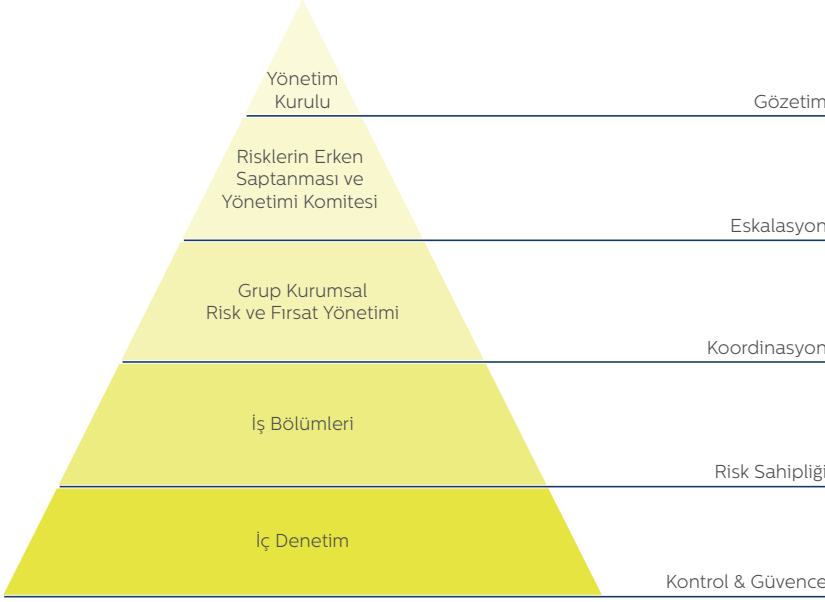 Yönetim
Kurulu
Gözetim
Risklerin Erken
Saptanması ve
Yönetimi Komitesi
Eskalasyon
Grup Kurumsal
Risk ve Fırsat Yönetimi
Koordinasyon
İş Bölümleri
Risk Sahipliği
İç Denetim
Kontrol & Güvence